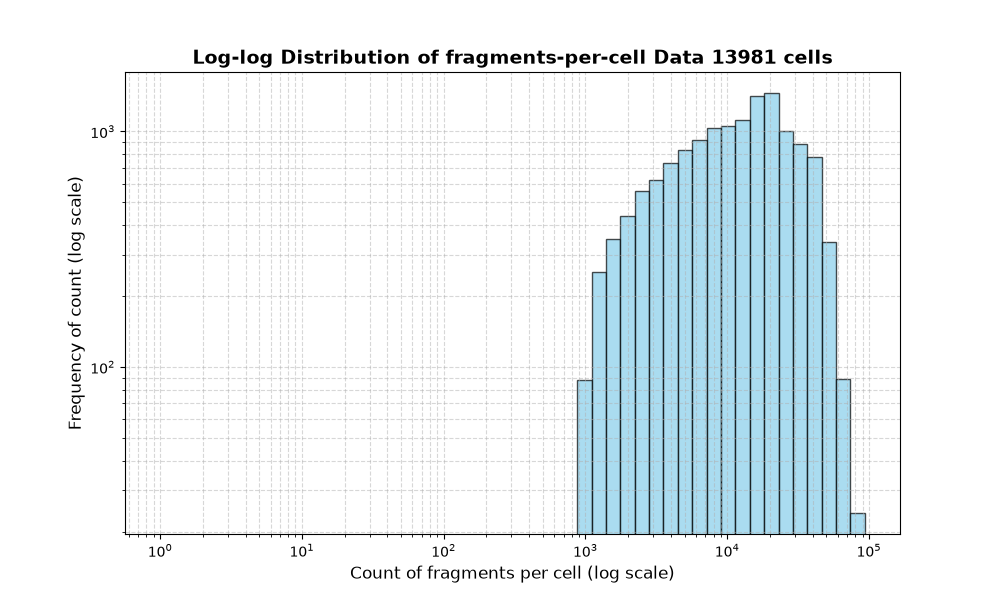 Log-log Distribution of fragments-per-cell Data 13981 cells
Frequency of count (log scale)
10³
10²
10⁰ 10¹ 10² 10³ 10⁴ 10⁵
Count of fragments per cell (log scale)